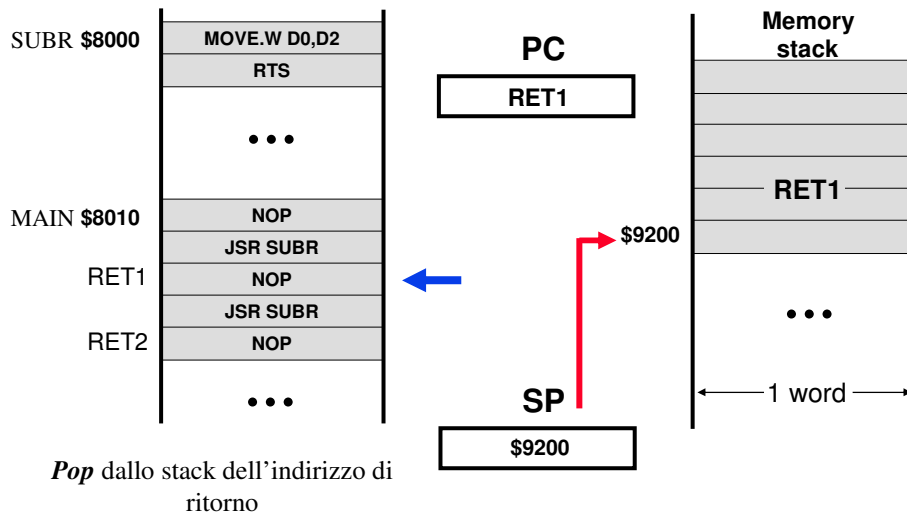 SUBR $8000
MOVE.W D0,D2
RTS
MAIN $8010
NOP
JSR SUBR
RET1
NOP
JSR SUBR
RET2
NOP
Pop dallo stack dell'indirizzo di
ritorno
PC
RET1
SP
$9200
Memory
stack
RET1
$9200
1 word